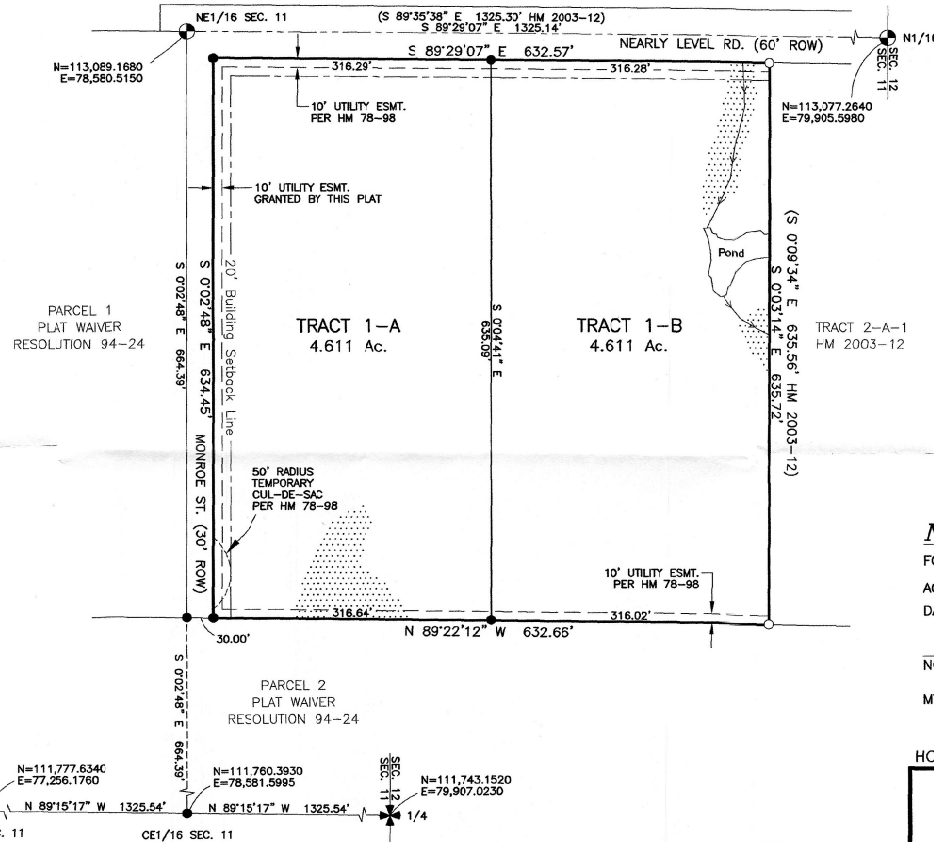 NE1/16 SEC. 11
(S 89°35'38" E 1325.30' HM 2003-12)
S 89°29'07" E 1325.14'
NEARLY LEVEL RD. (60' ROW)
N1/16
SEC. 12
SEC. 11
S 89°29'07" E 632.57'
N=113,089.1680
E=78,580.5150
316.29'
316.28'
10' UTILITY ESMT.
PER HM 78-98
N=113,077.2640
E=79,905.5980
10' UTILITY ESMT.
GRANTED BY THIS PLAT
Pond
PARCEL 1
PLAT WAIVER
RESOLUTION 94-24
S 0°02'48" E 664.39'
S 0°02'48" E 634.45'
MONROE ST. (30' ROW)
20' Building Setback Line
TRACT 1-A
4.611 Ac.
S 0°04'41" E
635.09'
TRACT 1-B
4.611 Ac.
S 0°03'14" E 635.72'
(S 0°09'34" E 635.56' HM 2003-12)
TRACT 2-A-1
HM 2003-12
50' RADIUS
TEMPORARY
CUL-DE-SAC
PER HM 78-98
10' UTILITY ESMT.
PER HM 78-98
316.64'
316.02'
30.00'
N 89°22'12" W 632.65'
S 0°02'48" E 664.39'
PARCEL 2
PLAT WAIVER
RESOLUTION 94-24
N=111,777.6340
E=77,256.1760
N=111,760.3930
E=78,581.5995
SEC. 12
SEC. 11
N=111,743.1520
E=79,907.0230
N 89°15'17" W 1325.54'
N 89°15'17" W 1325.54'
1/4
C. 11
CE1/16 SEC. 11
FO
AC
DA
NO
M
HO